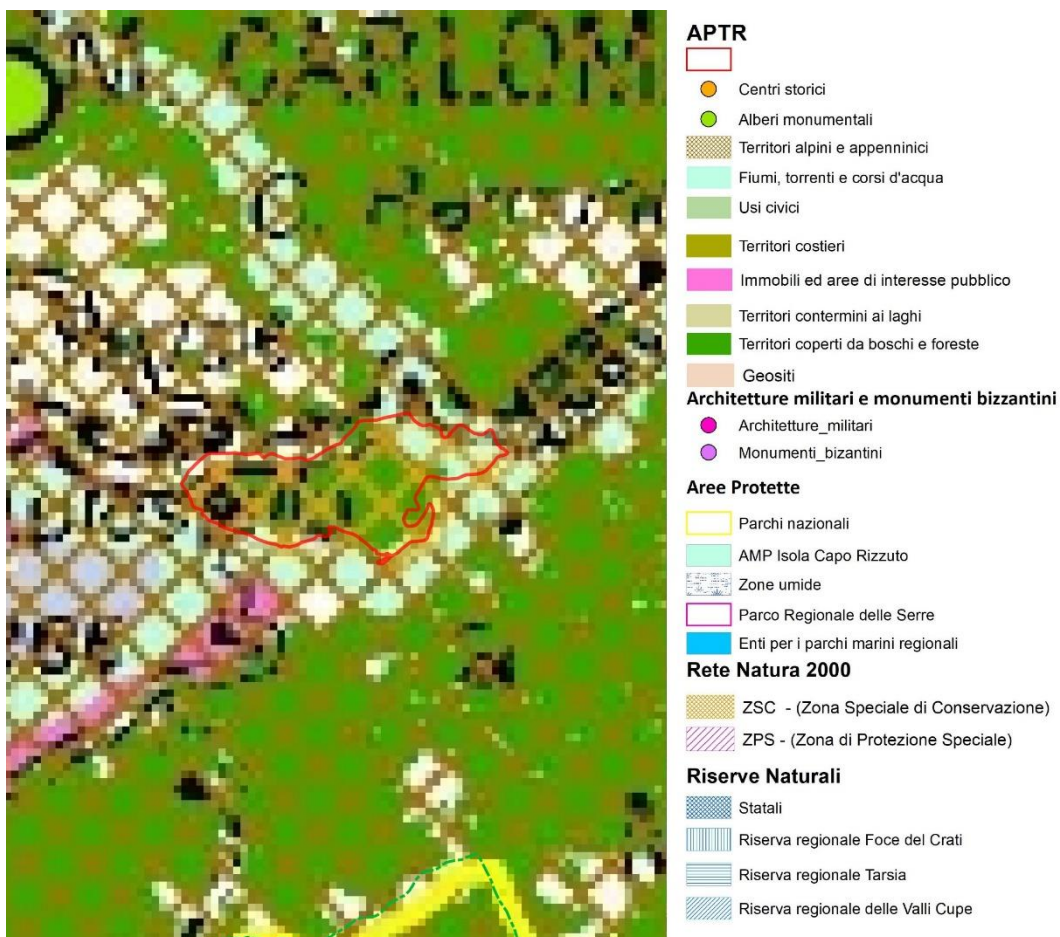 APTR
Centri storici
Alberi monumentali
Territori alpini e appenninici
Fiumi, torrenti e corsi d'acqua
Usi civici
Territori costieri
Immobili ed aree di interesse pubblico
Territori contermini ai laghi
Territori coperti da boschi e foreste
Geositi
Architetture militari e monumenti bizzantini
Architetture_militari
Monumenti_bizantini
Aree Protette
Parchi nazionali
AMP Isola Capo Rizzuto
Zone umide
Parco Regionale delle Serre
Enti per i parchi marini regionali
Rete Natura 2000
ZSC - (Zona Speciale di Conservazione)
ZPS - (Zona di Protezione Speciale)
Riserve Naturali
Statali
Riserva regionale Foce del Crati
Riserva regionale Tarsia
Riserva regionale delle Valli Cupe